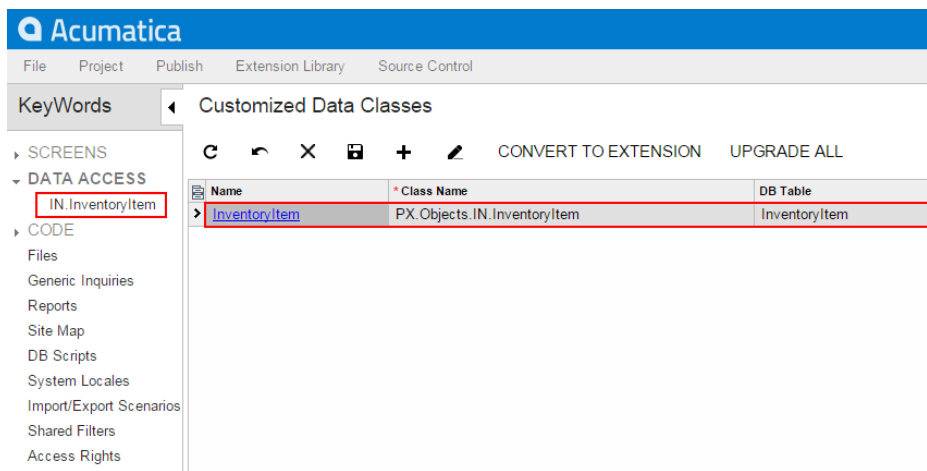 Acumatica
File Project Publish Extension Library Source Control
KeyWords
Customized Data Classes
SCREENS
DATA ACCESS
IN.InventoryItem
CODE
Files
Generic Inquiries
Reports
Site Map
DB Scripts
System Locales
Import/Export Scenarios
Shared Filters
Access Rights
CONVERT TO EXTENSION UPGRADE ALL
Name * Class Name DB Table
InventoryItem PX.Objects.IN.InventoryItem InventoryItem